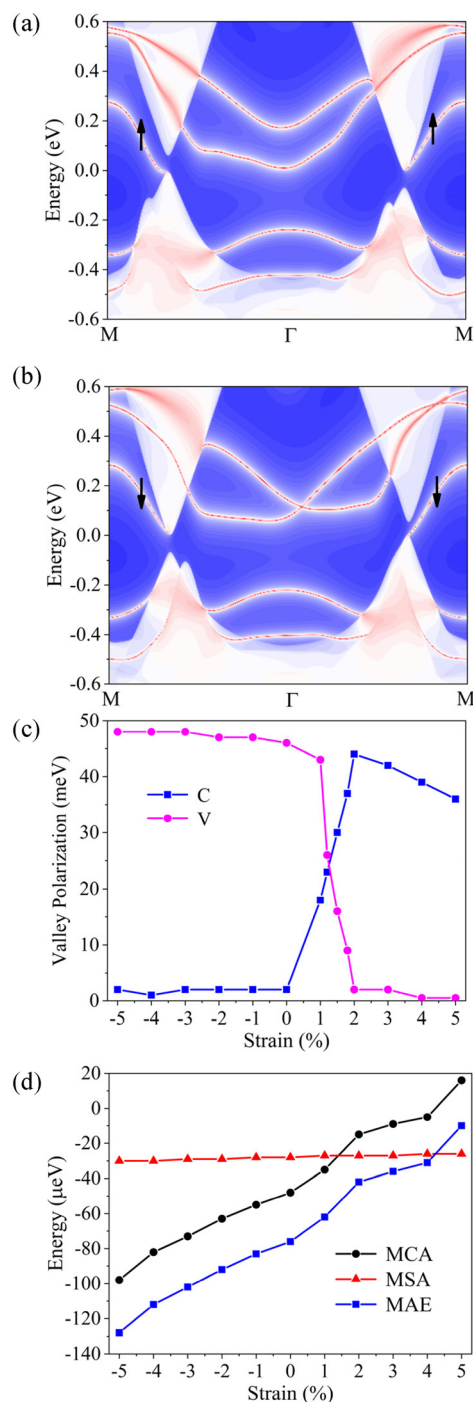 (a)
Energy (eV)
0.6
0.4
0.2
0.0
-0.2
-0.4
-0.6
M
Γ
M
(b)
Energy (eV)
0.6
0.4
0.2
0.0
-0.2
-0.4
-0.6
M
Γ
M
(c)
Valley Polarization (meV)
50
40
30
20
10
0
C
V
-5 -4 -3 -2 -1 0 1 2 3 4 5
Strain (%)
(d)
Energy (μeV)
20
0
-20
-40
-60
-80
-100
-120
-140
MCA
MSA
MAE
-5 -4 -3 -2 -1 0 1 2 3 4 5
Strain (%)